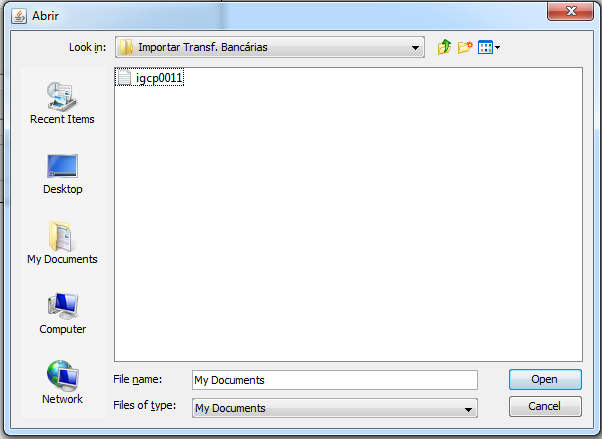 Abrir
Look in: Importar Transf. Bancárias
igcp0011
Recent Items
Desktop
My Documents
Computer
Network
File name: My Documents Open
Files of type: My Documents Cancel